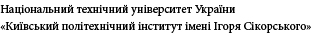 Національний технічний університет України
«Київський політехнічний інститут імені Ігоря Сікорського»